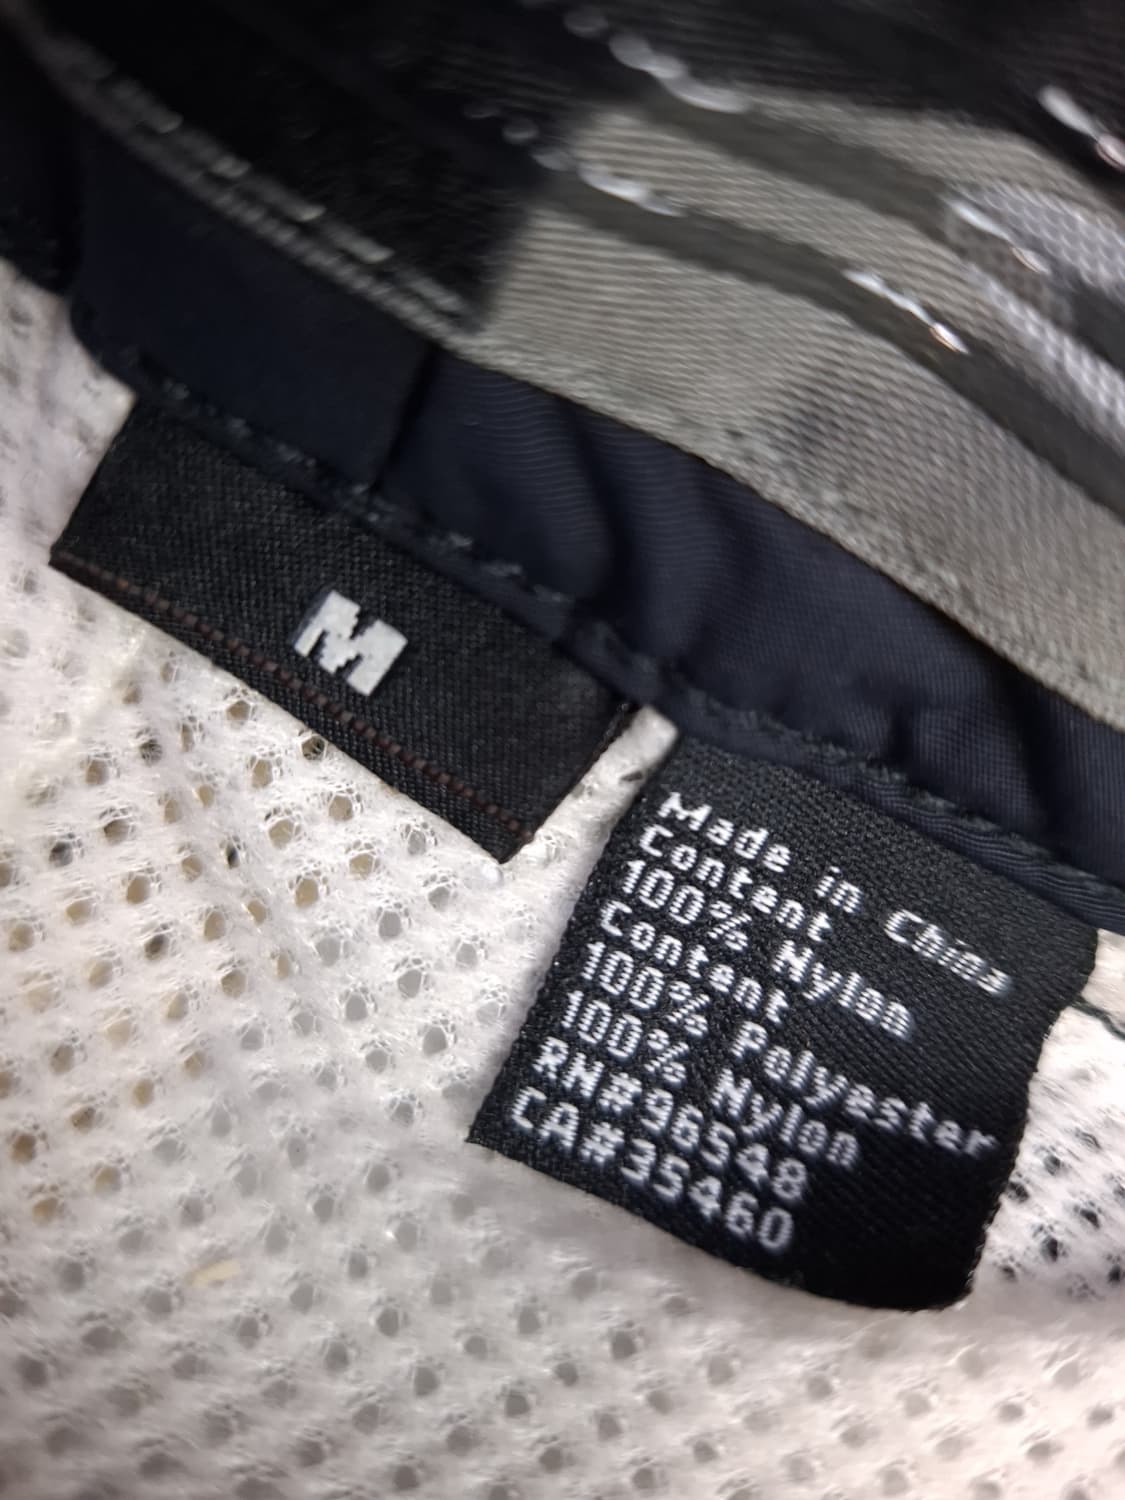 M
Made in China
Content
100% Nylon
Content
100% Polyester
100% Nylon
RN#96548
CA#35460